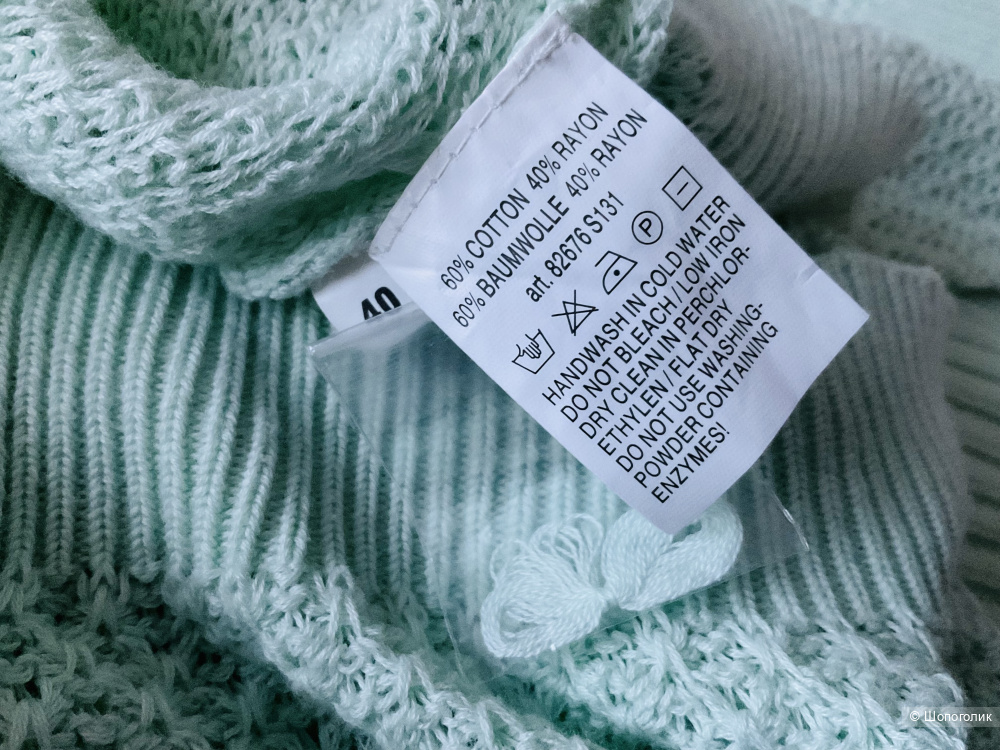 60% COTTON 40% RAYON
60% BAUMWOLLE 40% RAYON
art. 82676 S131
P
HANDWASH IN COLD WATER
DO NOT BLEACH / LOW IRON
DRY CLEAN IN PERCHLOR-
ETHYLEN / FLAT DRY
DO NOT USE WASHING-
POWDER CONTAINING
ENZYMES!
40
© Шопоголик